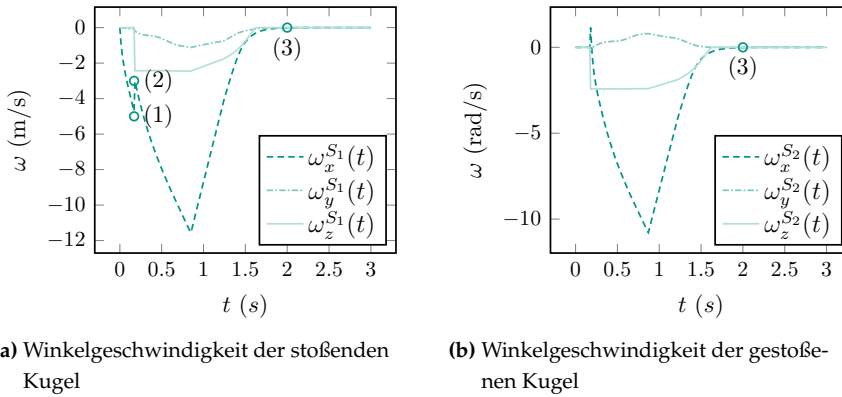 0
−2
−4
−6
−8
−10
−12
ω (m/s)
(2)
(1)
(3)
ω_x^{S_1}(t)
ω_y^{S_1}(t)
ω_z^{S_1}(t)
0 0.5 1 1.5 2 2.5 3
t (s)
0
−5
−10
ω (rad/s)
(3)
ω_x^{S_2}(t)
ω_y^{S_2}(t)
ω_z^{S_2}(t)
0 0.5 1 1.5 2 2.5 3
t (s)
a) Winkelgeschwindigkeit der stoßenden
Kugel
(b) Winkelgeschwindigkeit der gestoße-
nen Kugel